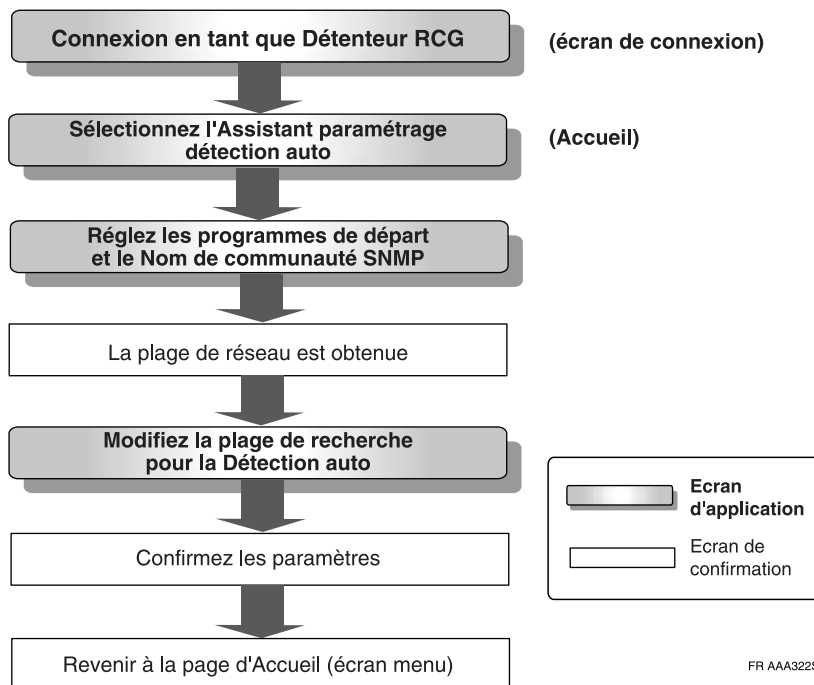 Connexion en tant que Détenteur RCG
(écran de connexion)
Sélectionnez l'Assistant paramétrage
détection auto
(Accueil)
Réglez les programmes de départ
et le Nom de communauté SNMP
La plage de réseau est obtenue
Modifiez la plage de recherche
pour la Détection auto
Confirmez les paramètres
Revenir à la page d'Accueil (écran menu)
Ecran
d'application
Ecran de
confirmation
FR AAA322S